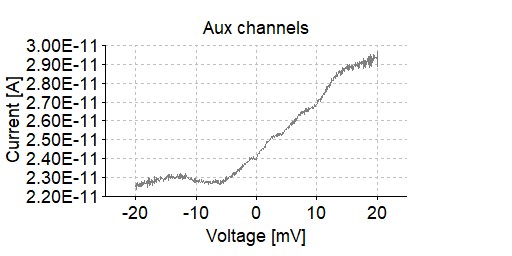 Aux channels
Current [A]
3.00E-11
2.90E-11
2.80E-11
2.70E-11
2.60E-11
2.50E-11
2.40E-11
2.30E-11
2.20E-11
-20 -10 0 10 20
Voltage [mV]